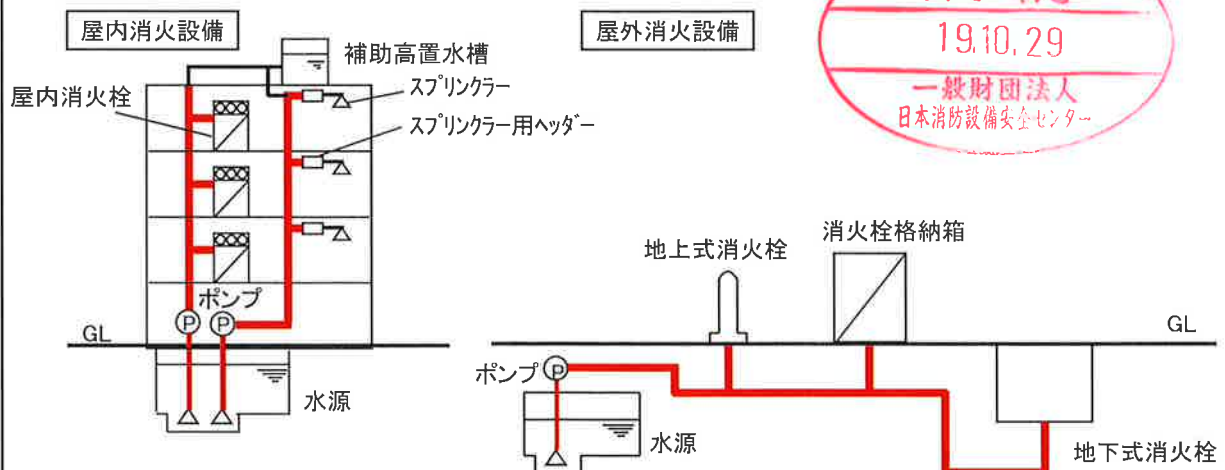 屋内消火設備
補助高置水槽
スプリンクラー
屋内消火栓
スプリンクラー用ヘッダー
ポンプ
P
P
GL
水源
屋外消火設備
19.10.29
一般財団法人
日本消防設備安全センター
消火栓格納箱
地上式消火栓
GL
ポンプ
P
水源
地下式消火栓